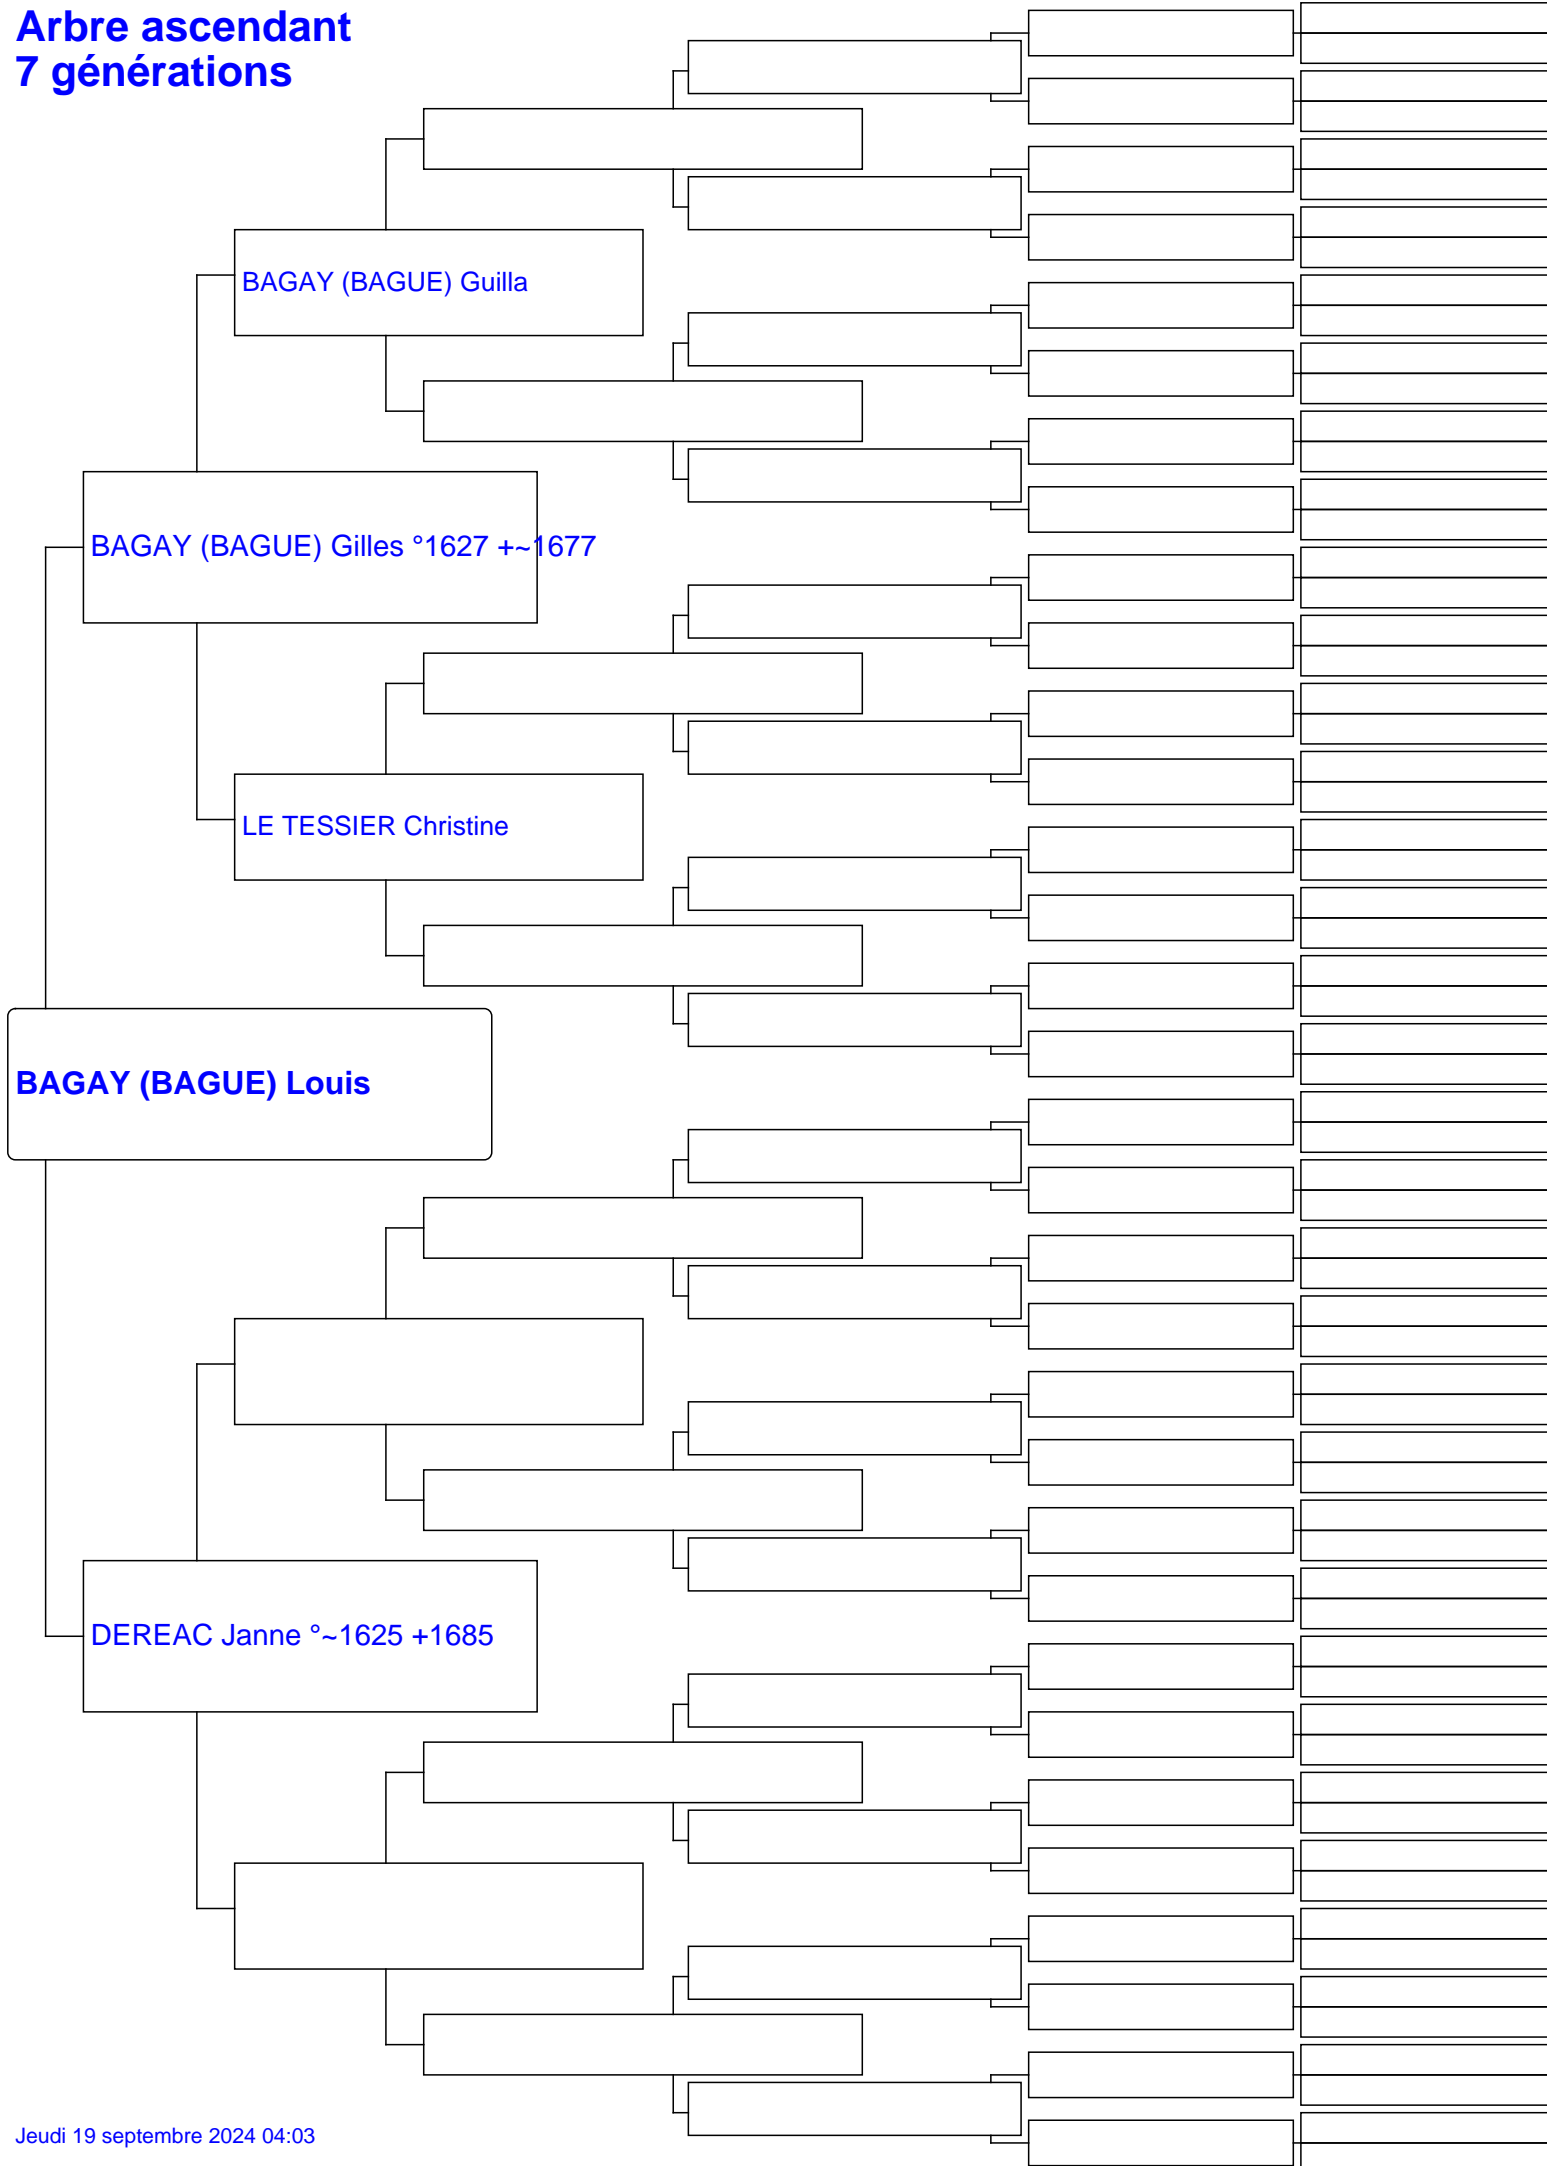 Arbre ascendant
7 générations
BAGAY (BAGUE) Guilla
BAGAY (BAGUE) Gilles °1627 +~1677
LE TESSIER Christine
BAGAY (BAGUE) Louis
DEREAC Janne °~1625 +1685
Jeudi 19 septembre 2024 04:03